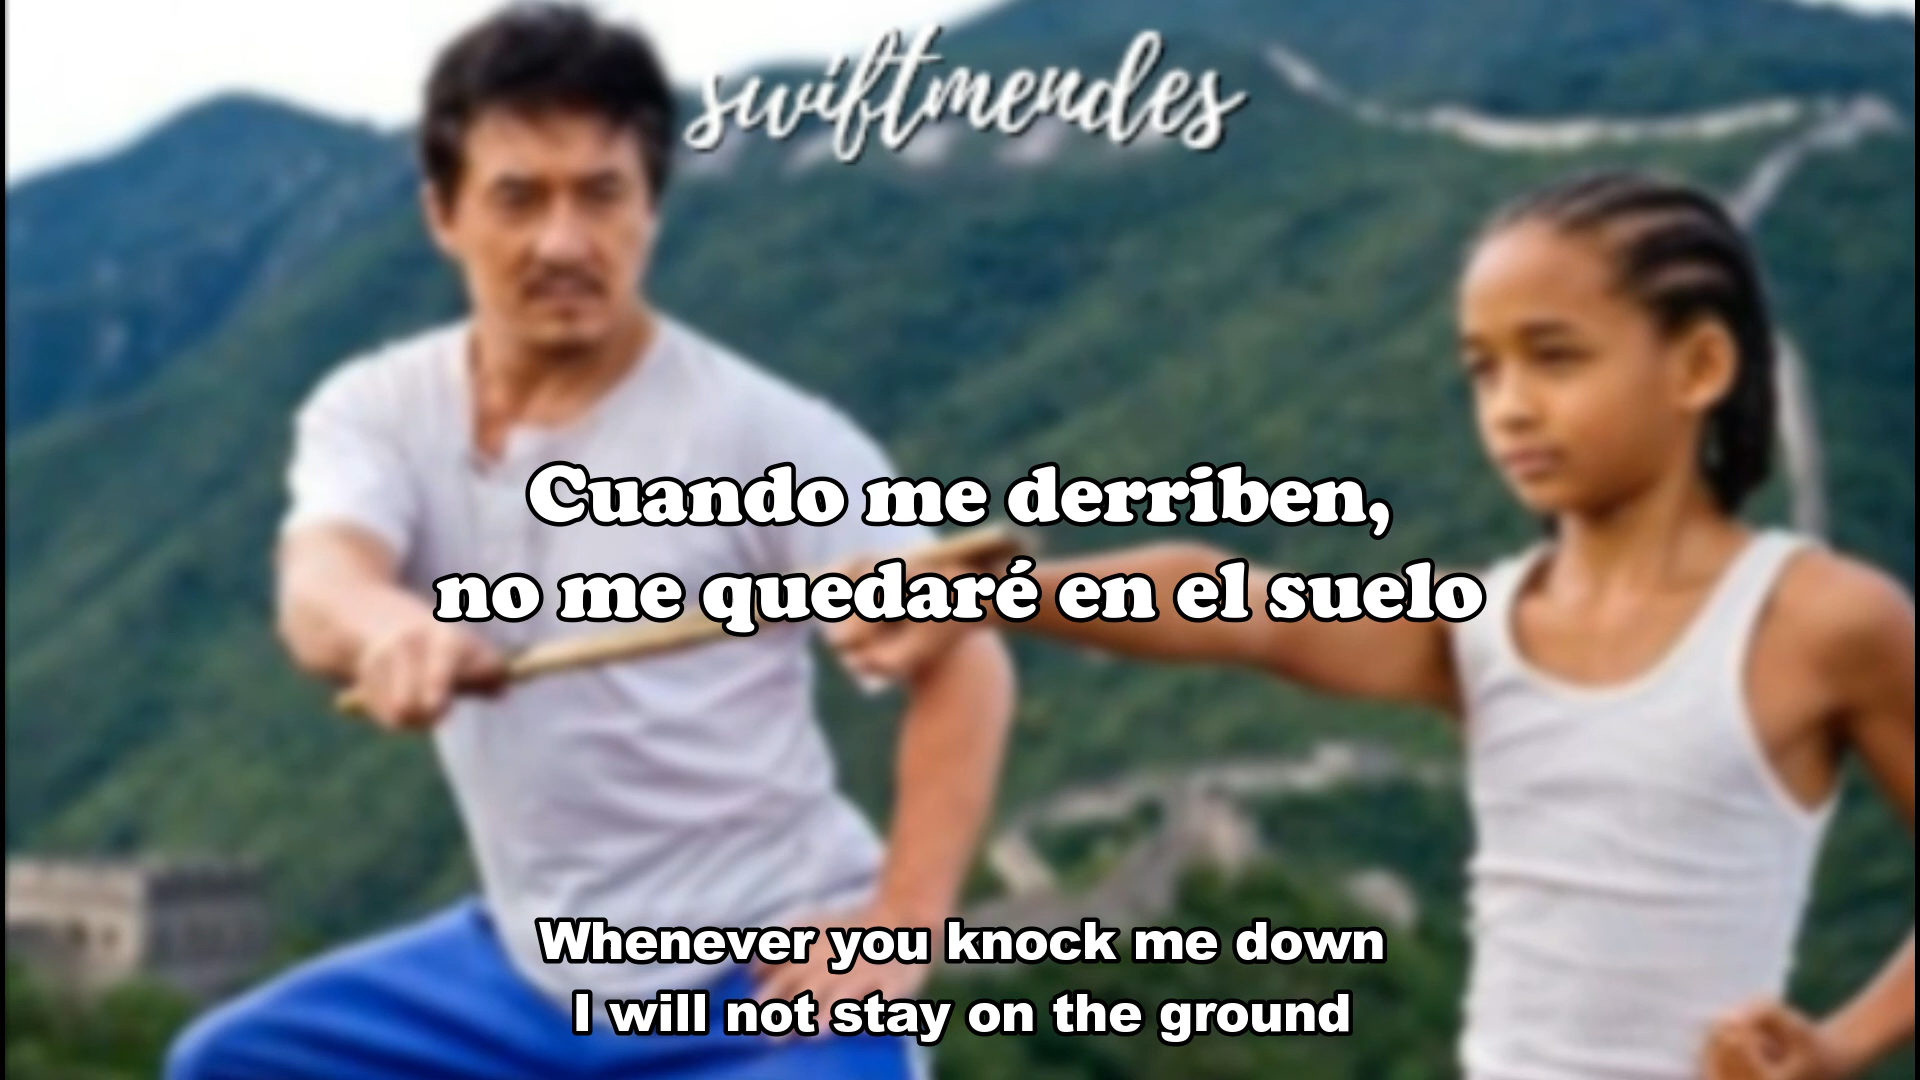 swiftmendes
Cuando me derriben,
no me quedaré en el suelo
Whenever you knock me down
I will not stay on the ground